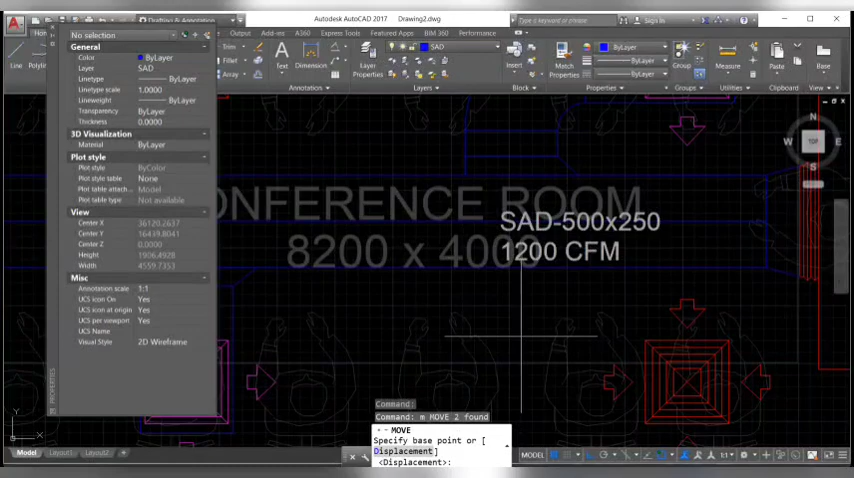 Drafting & Annotation
Autodesk AutoCAD 2017 Drawing2.dwg
Type a keyword or phrase
Sign In
Output
Add-ins
A360
Express Tools
Featured Apps
BIM 360
Performance
Line
Trim
Fillet
Array
Text
Dimension
Layer
Properties
SAD
Insert
Match
Properties
ByLayer
ByLayer
ByLayer
Group
Measure
Paste
Base
Annotation
Layers
Block
Properties
Groups
Utilities
Clipboard
View
No selection
General
Color ByLayer
Layer SAD
Linetype ByLayer
Linetype scale 1.0000
Lineweight ByLayer
Transparency ByLayer
Thickness 0.0000
3D Visualization
Material ByLayer
Plot style
Plot style ByColor
Plot style table None
Plot table attach... Model
Plot table type Not available
View
Center X 36120.2637
Center Y 16439.8041
Center Z 0.0000
Height 1906.4928
Width 4559.7353
Misc
Annotation scale 1:1
UCS icon On Yes
UCS icon at origin Yes
UCS per viewport Yes
UCS Name
Visual Style 2D Wireframe
PROPERTIES
ONFERENCE ROOM
8200 x 4000
SAD-500x250
1200 CFM
N
W TOP E
S
Y
X
Command:
Command: m MOVE 2 found
MOVE
Specify base point or [
Displacement]
<Displacement>:
Model
Layout1
Layout2
+
MODEL
1:1